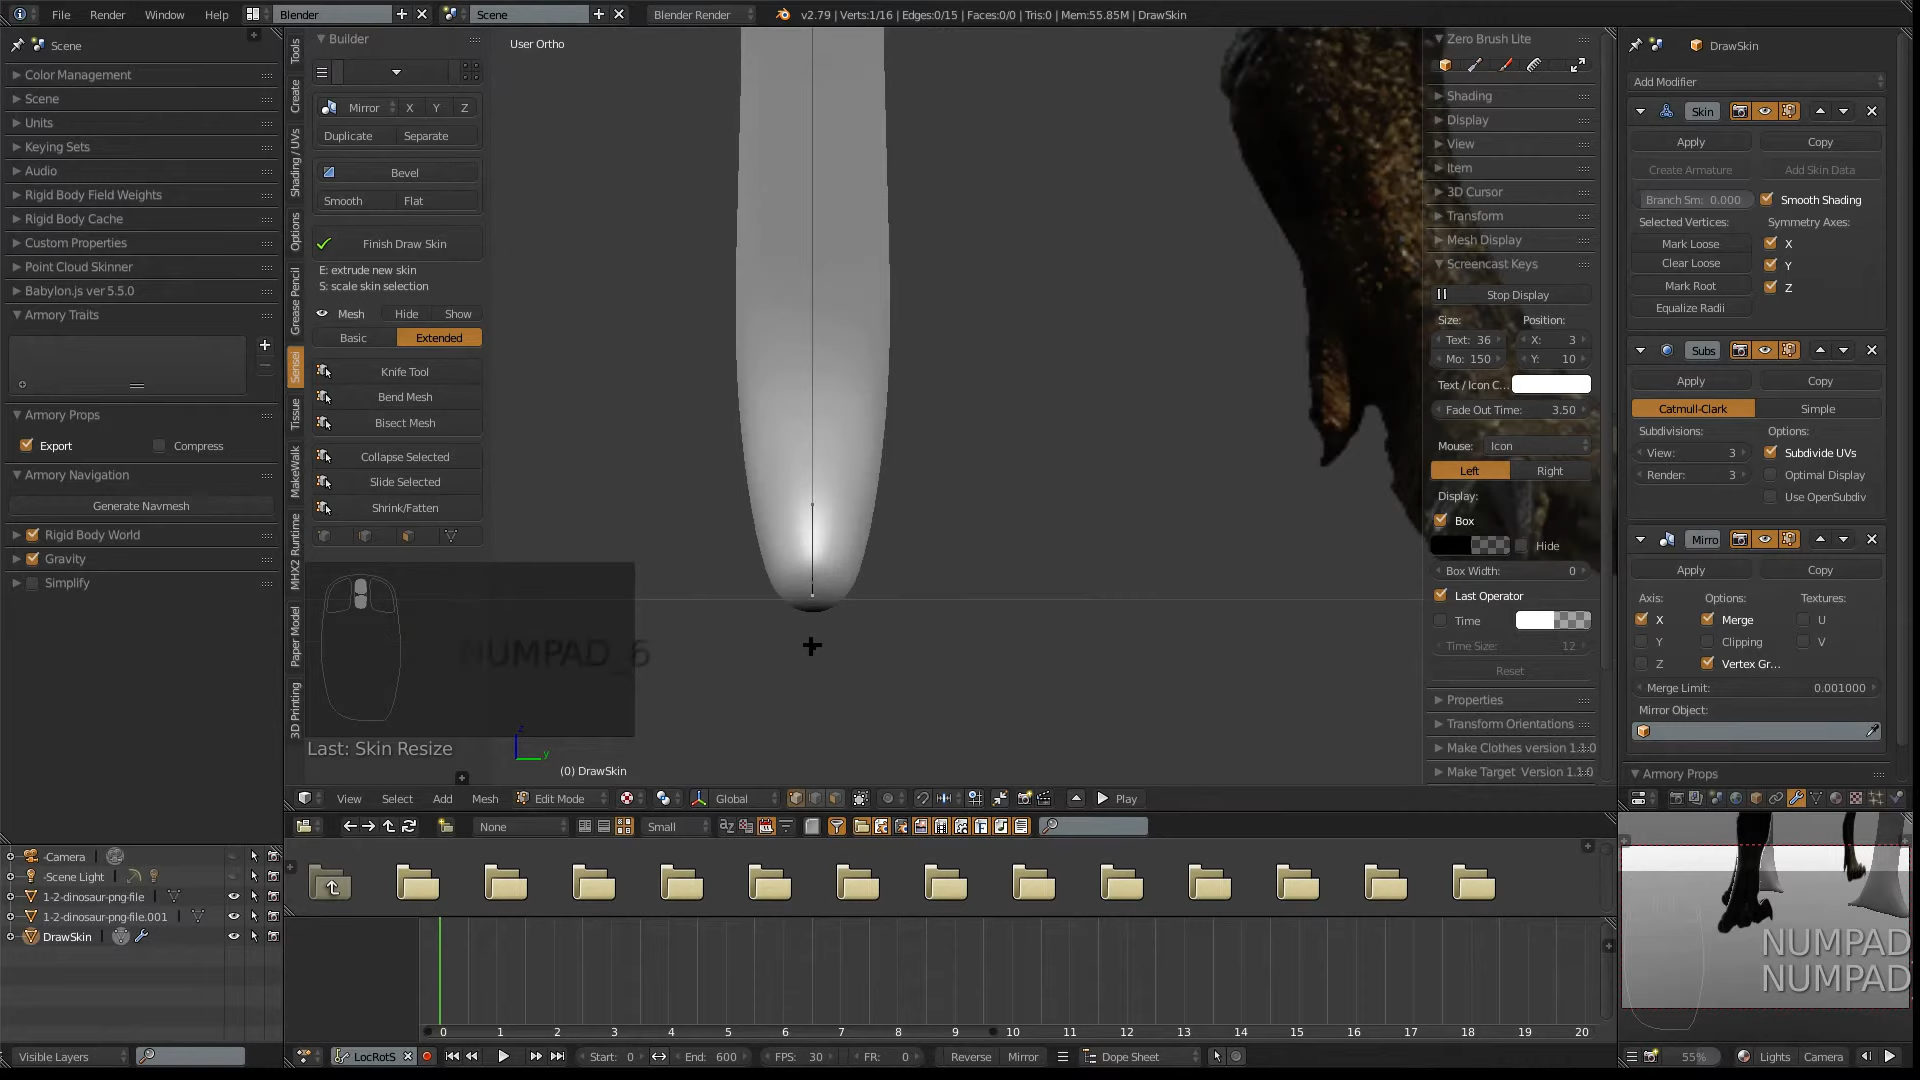 File Render Window Help Blender Scene Blender Render v2.79 | Verts:1/16 | Edges:0/15 | Faces:0/0 | Tris:0 | Mem:55.85M | DrawSkin
Scene
Color Management
Scene
Units
Keying Sets
Audio
Rigid Body Field Weights
Rigid Body Cache
Custom Properties
Point Cloud Skinner
Babylon.js ver 5.5.0
Armory Traits
Armory Props
Export Compress
Armory Navigation
Generate Navmesh
Rigid Body World
Gravity
Simplify
-Camera
-Scene Light
1-2-dinosaur-png-file
1-2-dinosaur-png-file.001
DrawSkin
Visible Layers
Tools
Create
Shading / UVs
Options
Grease Pencil
Sensei
Tissue
MakeWalk
MHX2 Runtime
Paper Model
3D Printing
Builder
Mirror X Y Z
Duplicate Separate
Bevel
Smooth Flat
Finish Draw Skin
E: extrude new skin
S: scale skin selection
Mesh Hide Show
Basic Extended
Knife Tool
Bend Mesh
Bisect Mesh
Collapse Selected
Slide Selected
Shrink/Fatten
User Ortho
NUMPAD_6
Last: Skin Resize
z
y
(0) DrawSkin
View Select Add Mesh Edit Mode Global Play
None Small
0 1 2 3 4 5 6 7 8 9 10 11 12 13 14 15 16 17 18 19 20
LocRotS Start: 0 End: 600 FPS: 30 FR: 0 Reverse Mirror Dope Sheet
Zero Brush Lite
Shading
Display
View
Item
3D Cursor
Transform
Mesh Display
Screencast Keys
Stop Display
Size: Position:
Text: 36 X: 3
Mo: 150 Y: 10
Text / Icon C...
Fade Out Time: 3.50
Mouse: Icon
Left Right
Display:
Box
Hide
Box Width: 0
Last Operator
Time
Time Size: 12
Reset
Properties
Transform Orientations
Make Clothes version 1.1.0
Make Target Version 1.1.0
DrawSkin
Add Modifier
Skin
Apply Copy
Create Armature Add Skin Data
Branch Sm: 0.000 Smooth Shading
Selected Vertices: Symmetry Axes:
Mark Loose X
Clear Loose Y
Mark Root Z
Equalize Radii
Subs
Apply Copy
Catmull-Clark Simple
Subdivisions: Options:
View: 3 Subdivide UVs
Render: 3 Optimal Display
Use OpenSubdiv
Mirro
Apply Copy
Axis: Options: Textures:
X Merge U
Y Clipping V
Z Vertex Gr...
Merge Limit: 0.001000
Mirror Object:
Armory Props
NUMPAD
NUMPAD
55% Lights Camera